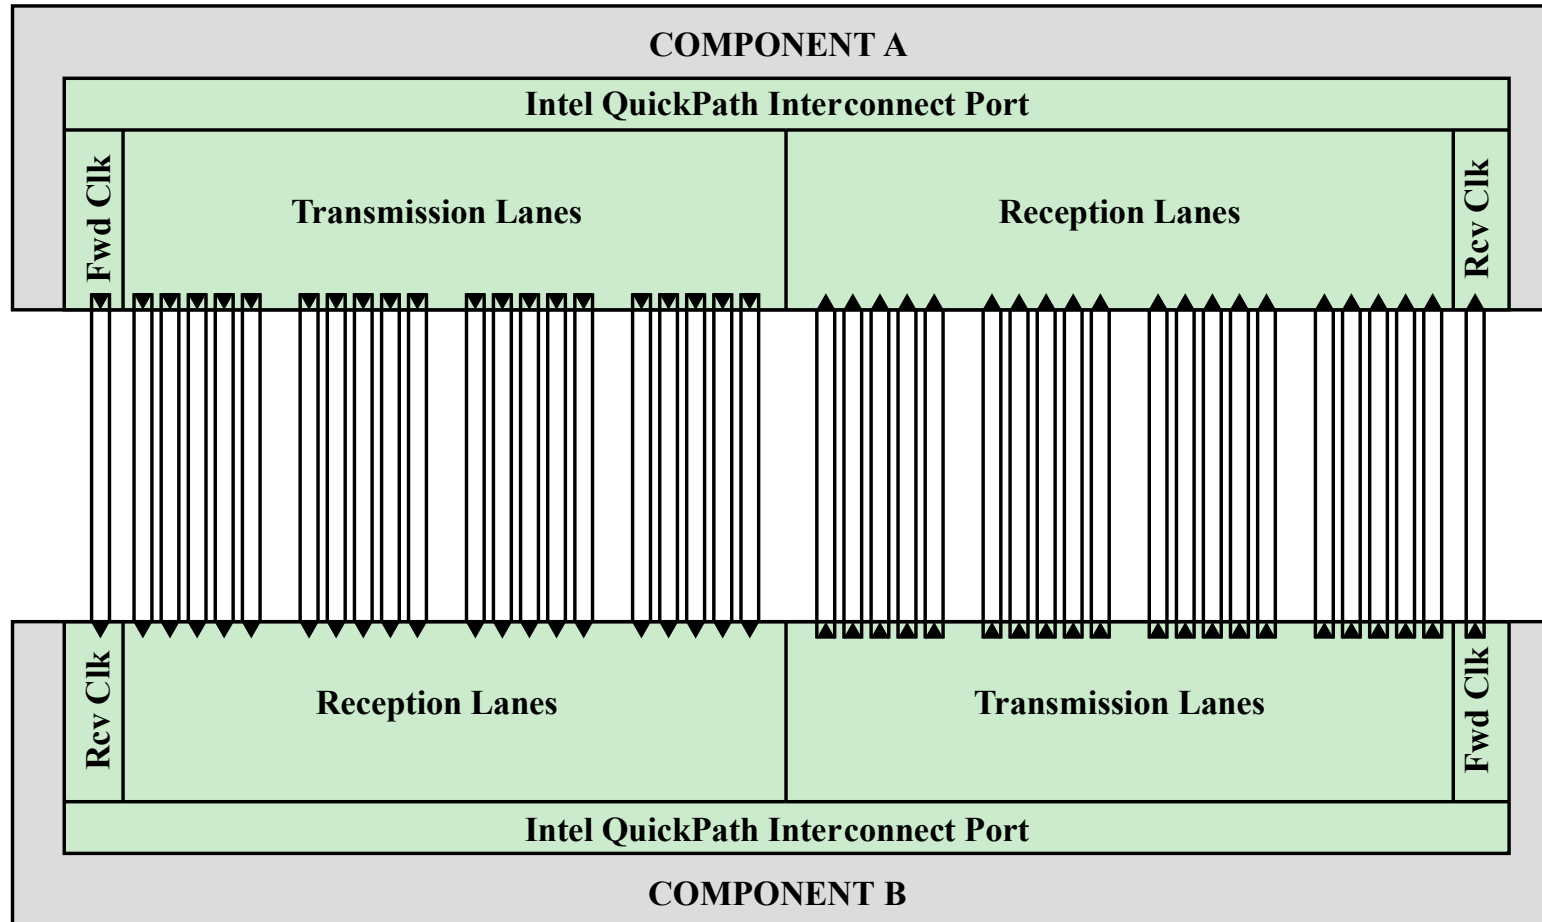 COMPONENT A
Intel QuickPath Interconnect Port
Fwd Clk
Transmission Lanes
Reception Lanes
Rcv Clk
Rcv Clk
Reception Lanes
Transmission Lanes
Fwd Clk
Intel QuickPath Interconnect Port
COMPONENT B